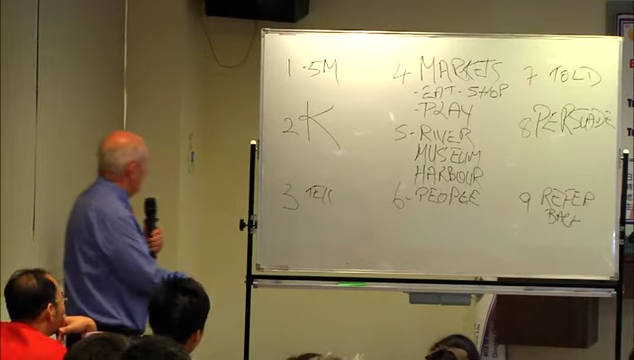 1 .5M
2 K
3 TELL
4 MARKETS
-EAT-SHOP
-PLAY
5-RIVER
MUSEUM
HARBOUR
6-PEOPLE
7 TOLD
8 PERSUADE
9 REFER
BACK